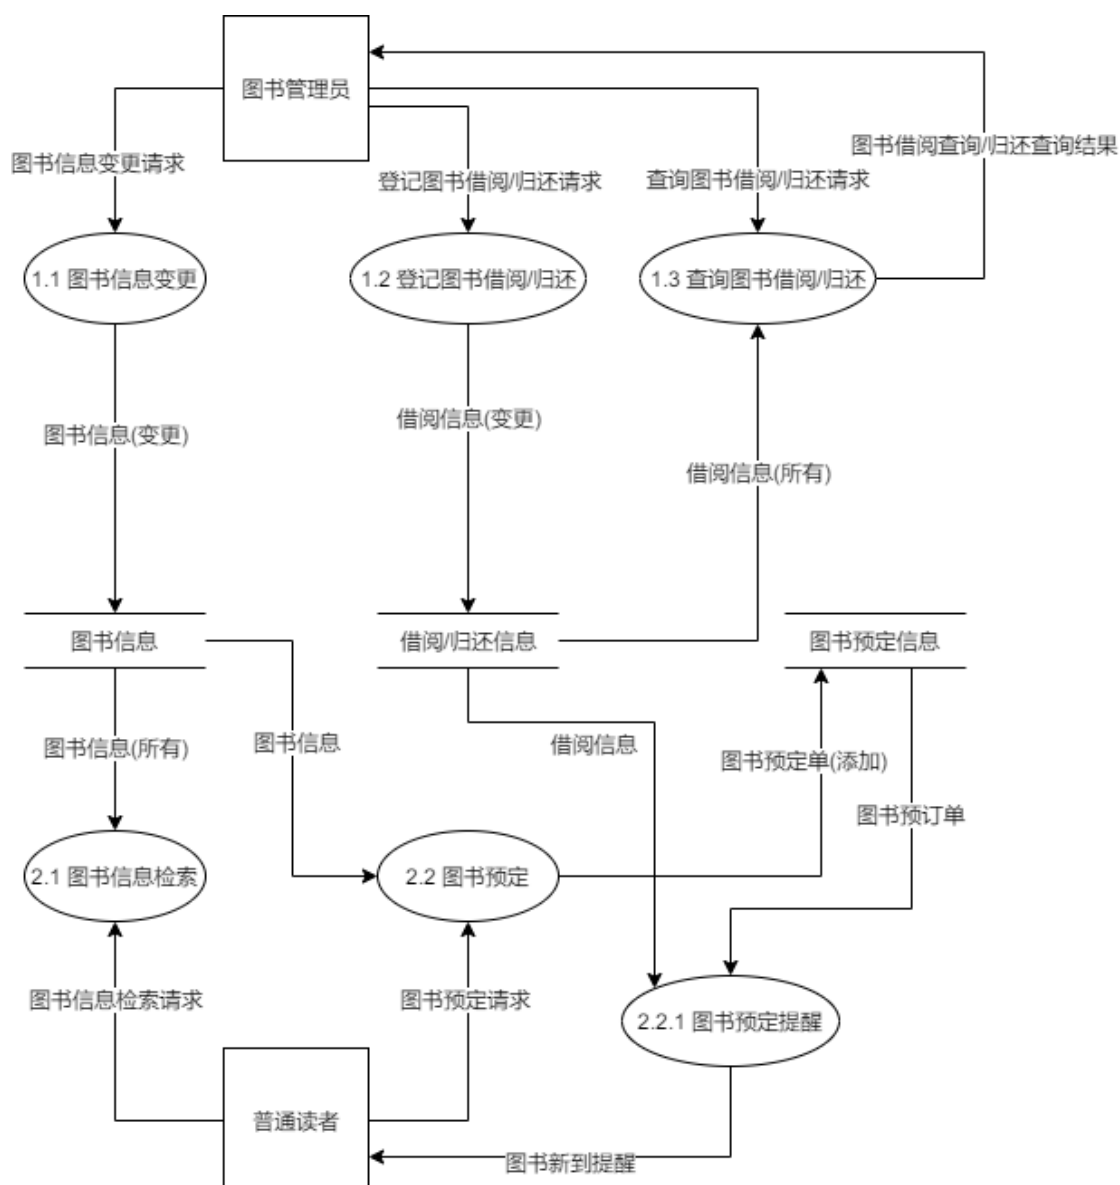 图书管理员
图书借阅查询/归还查询结果
图书信息变更请求
登记图书借阅/归还请求
查询图书借阅/归还请求
1.1 图书信息变更
1.2 登记图书借阅/归还
1.3 查询图书借阅/归还
图书信息(变更)
借阅信息(变更)
借阅信息(所有)
图书信息
借阅/归还信息
图书预定信息
图书信息(所有)
图书信息
借阅信息
图书预定单(添加)
图书预订单
2.1 图书信息检索
2.2 图书预定
图书信息检索请求
图书预定请求
2.2.1 图书预定提醒
普通读者
图书新到提醒